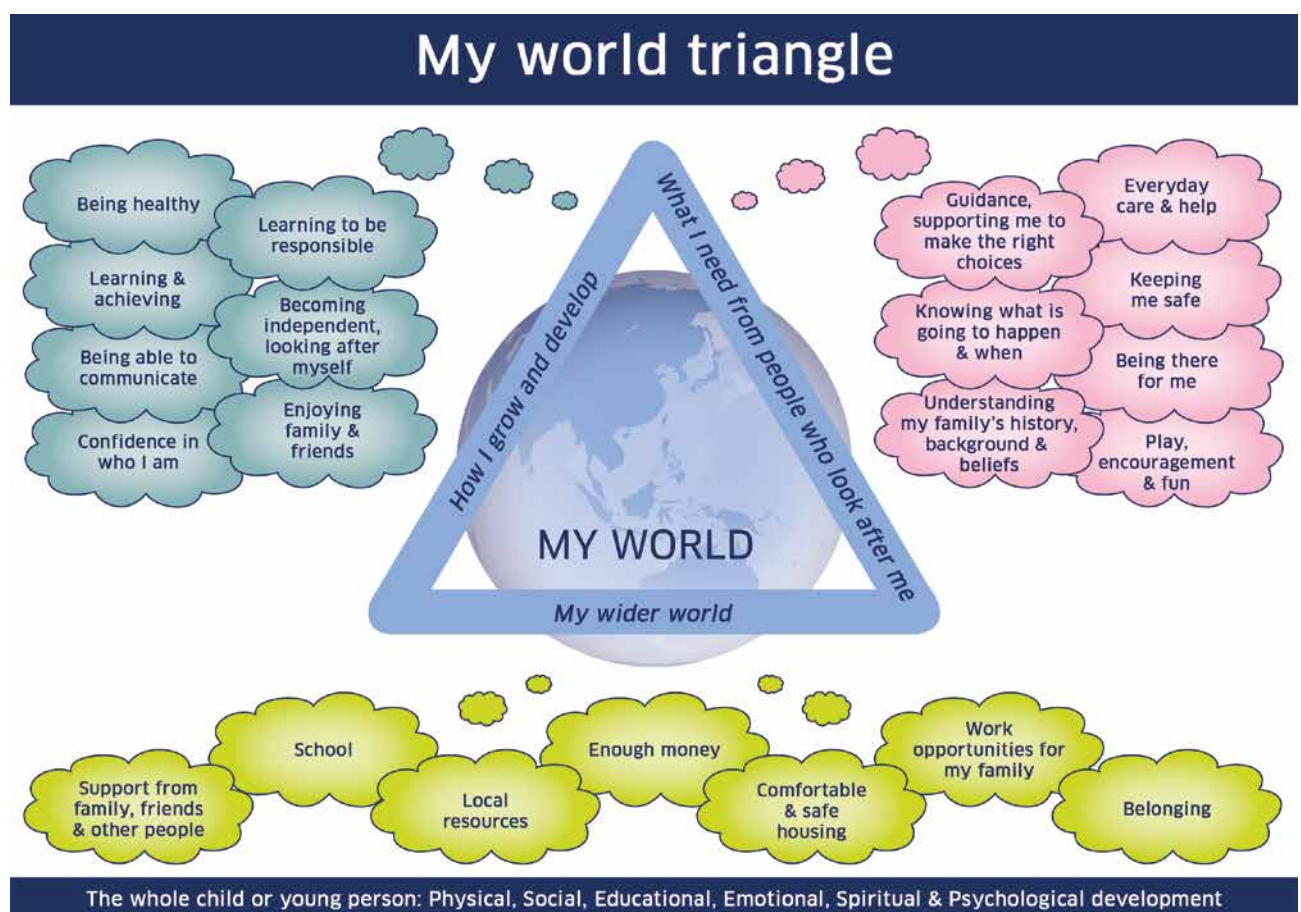 My world triangle
Being healthy
Learning to be
responsible
Learning &
achieving
Becoming
independent,
looking after
myself
Being able to
communicate
Enjoying
family &
friends
Confidence in
who I am
How I grow and develop
What I need from people who look after me
MY WORLD
My wider world
Guidance,
supporting me to
make the right
choices
Everyday
care & help
Keeping
me safe
Knowing what is
going to happen
& when
Being there
for me
Understanding
my family's history,
background &
beliefs
Play,
encouragement
& fun
Support from
family, friends
& other people
School
Local
resources
Enough money
Comfortable
& safe
housing
Work
opportunities for
my family
Belonging
The whole child or young person: Physical, Social, Educational, Emotional, Spiritual & Psychological development